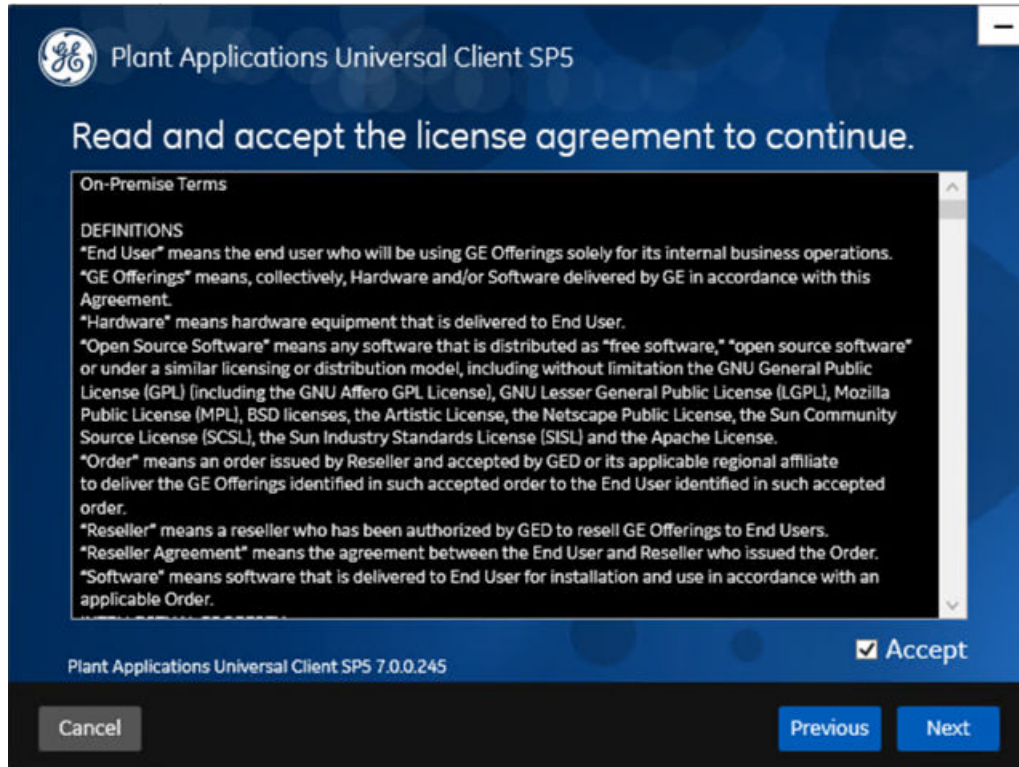 GE
Plant Applications Universal Client SP5
Read and accept the license agreement to continue.
On-Premise Terms
DEFINITIONS
"End User" means the end user who will be using GE Offerings solely for its internal business operations.
"GE Offerings" means, collectively, Hardware and/or Software delivered by GE in accordance with this
Agreement.
"Hardware" means hardware equipment that is delivered to End User.
"Open Source Software" means any software that is distributed as "free software," "open source software"
or under a similar licensing or distribution model, including without limitation the GNU General Public
License (GPL) (including the GNU Affero GPL License), GNU Lesser General Public License (LGPL), Mozilla
Public License (MPL), BSD licenses, the Artistic License, the Netscape Public License, the Sun Community
Source License (SCSL), the Sun Industry Standards License (SISL) and the Apache License.
"Order" means an order issued by Reseller and accepted by GED or its applicable regional affiliate
to deliver the GE Offerings identified in such accepted order to the End User identified in such accepted
order.
"Reseller" means a reseller who has been authorized by GED to resell GE Offerings to End Users.
"Reseller Agreement" means the agreement between the End User and Reseller who issued the Order.
"Software" means software that is delivered to End User for installation and use in accordance with an
applicable Order.
Accept
Plant Applications Universal Client SP5 7.0.0.245
Cancel
Previous
Next